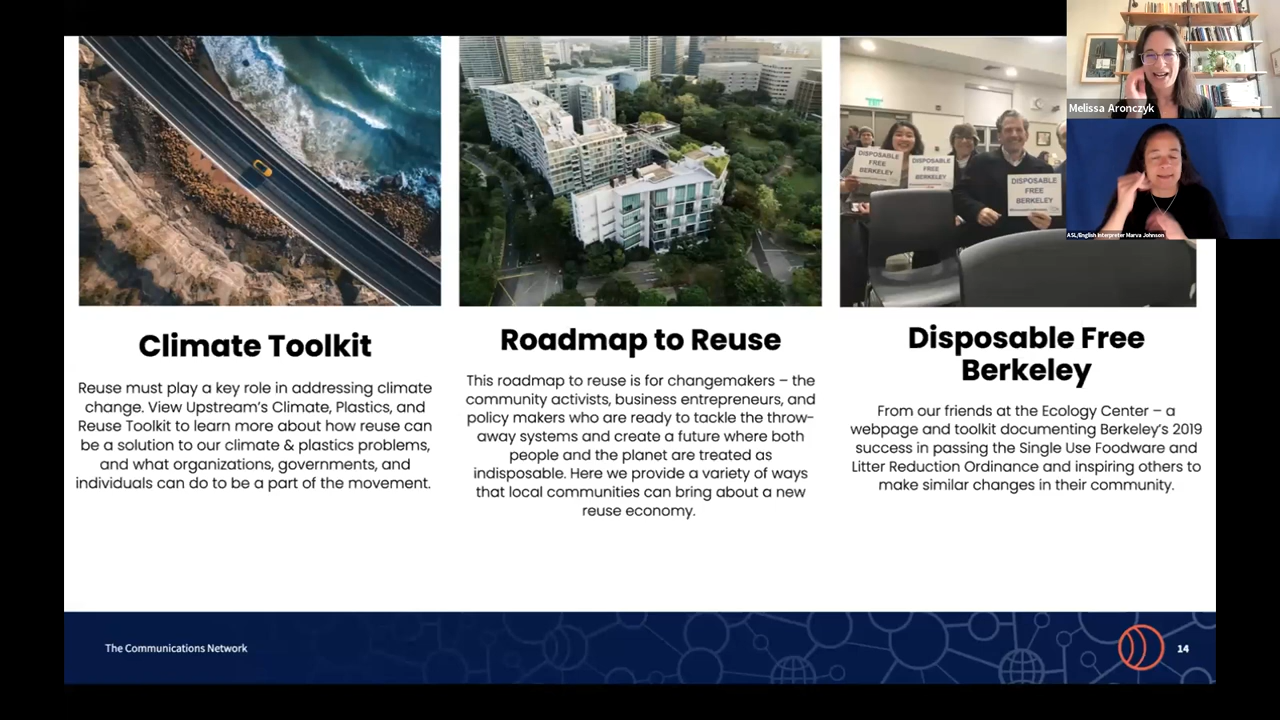 Melissa Aronczyk
ASL/English Interpreter Marva Johnson
DISPOSABLE
FREE
BERKELEY
DISPOSABLE
FREE
BERKELEY
DISPOSABLE
FREE
BERKELEY
Climate Toolkit
Reuse must play a key role in addressing climate
change. View Upstream's Climate, Plastics, and
Reuse Toolkit to learn more about how reuse can
be a solution to our climate & plastics problems,
and what organizations, governments, and
individuals can do to be a part of the movement.
Roadmap to Reuse
This roadmap to reuse is for changemakers – the
community activists, business entrepreneurs, and
policy makers who are ready to tackle the throw-
away systems and create a future where both
people and the planet are treated as
indisposable. Here we provide a variety of ways
that local communities can bring about a new
reuse economy.
Disposable Free
Berkeley
From our friends at the Ecology Center – a
webpage and toolkit documenting Berkeley's 2019
success in passing the Single Use Foodware and
Litter Reduction Ordinance and inspiring others to
make similar changes in their community.
The Communications Network
14